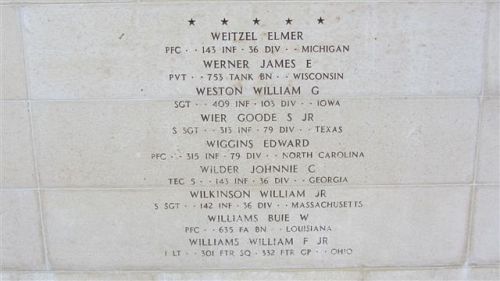 ★ ★ ★ ★ ★
WEITZEL ELMER
PFC · · 143 INF · 36 DIV · · MICHIGAN
WERNER JAMES E
PVT · · 753 TANK BN · · WISCONSIN
WESTON WILLIAM G
SGT · · 409 INF · 103 DIV · · IOWA
WIER GOODE S JR
S SGT · · 313 INF · 79 DIV · · TEXAS
WIGGINS EDWARD
PFC · · 315 INF · 79 DIV · · NORTH CAROLINA
WILDER JOHNNIE C
TEC 5 · · 143 INF · 36 DIV · · GEORGIA
WILKINSON WILLIAM JR
S SGT · · 142 INF · 36 DIV · · MASSACHUSETTS
WILLIAMS BUIE W
PFC · · 635 FA BN · · LOUISIANA
WILLIAMS WILLIAM F JR
1 LT · · 301 FTR SQ · 332 FTR GP · · OHIO